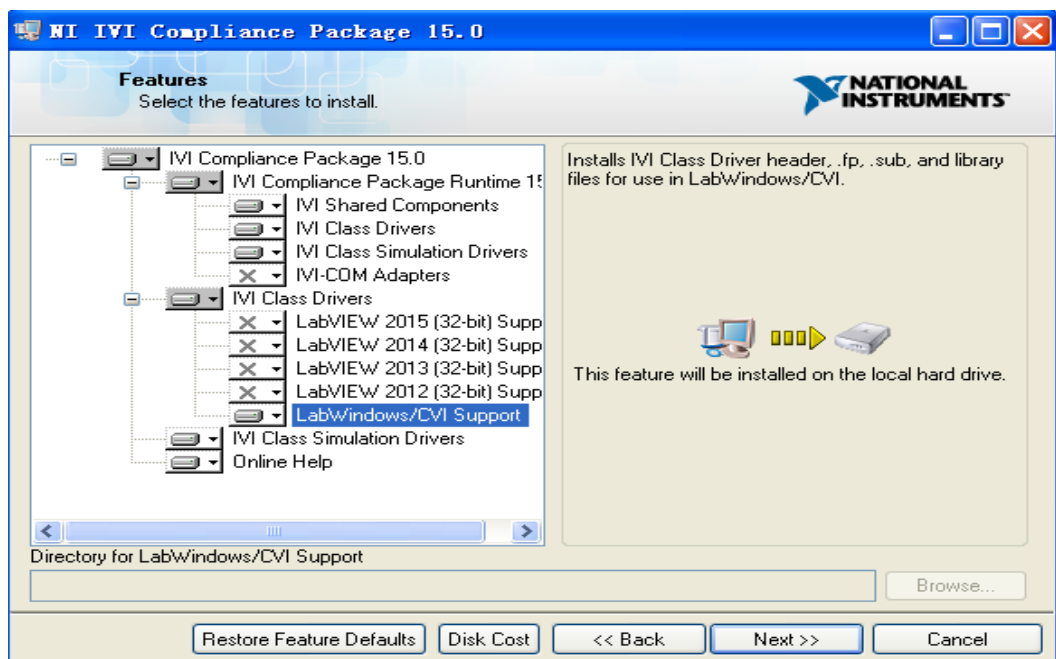 NI IVI Compliance Package 15.0
Features
Select the features to install.
NATIONAL
INSTRUMENTS
IVI Compliance Package 15.0
IVI Compliance Package Runtime 15
IVI Shared Components
IVI Class Drivers
IVI Class Simulation Drivers
IVI-COM Adapters
IVI Class Drivers
LabVIEW 2015 (32-bit) Supp
LabVIEW 2014 (32-bit) Supp
LabVIEW 2013 (32-bit) Supp
LabVIEW 2012 (32-bit) Supp
LabWindows/CVI Support
IVI Class Simulation Drivers
Online Help
Installs IVI Class Driver header, .fp, .sub, and library
files for use in LabWindows/CVI.
This feature will be installed on the local hard drive.
Directory for LabWindows/CVI Support
Browse...
Restore Feature Defaults
Disk Cost
<< Back
Next >>
Cancel